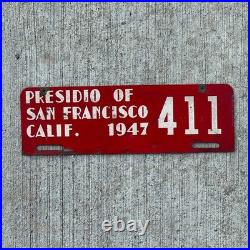 PRESIDIO OF
SAN FRANCISCO
CALIF. 1947
411